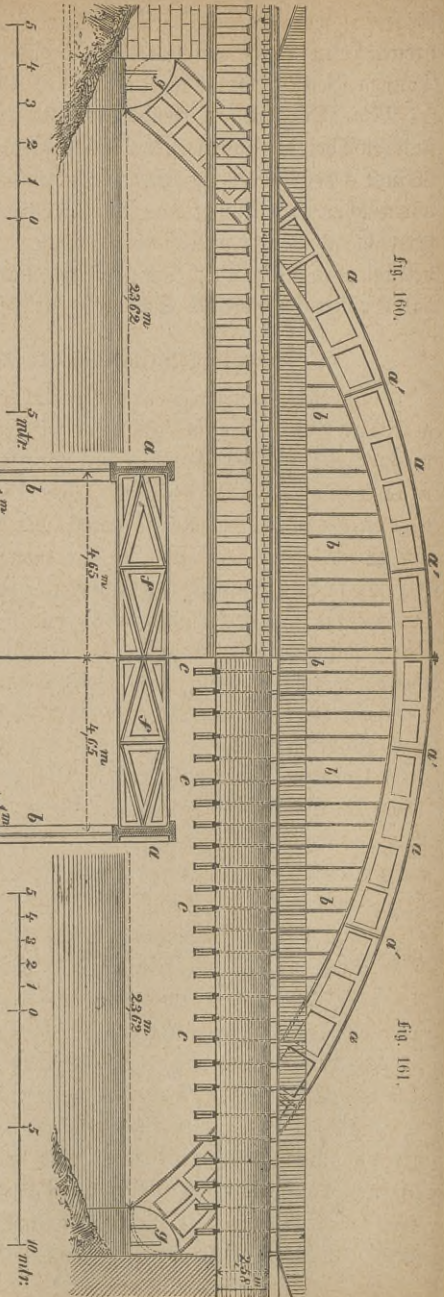 Fig. 160.
Fig. 161.
a a' a a' a' a a' a
b b b b b
m
2,58
c e c c
g g
m
23,62
m
23,62
a a
f f
m m
4,65 4,65
b b
m m
5 4 3 2 1 0 5 mtr:
5 4 3 2 1 0 5 10 mtr: